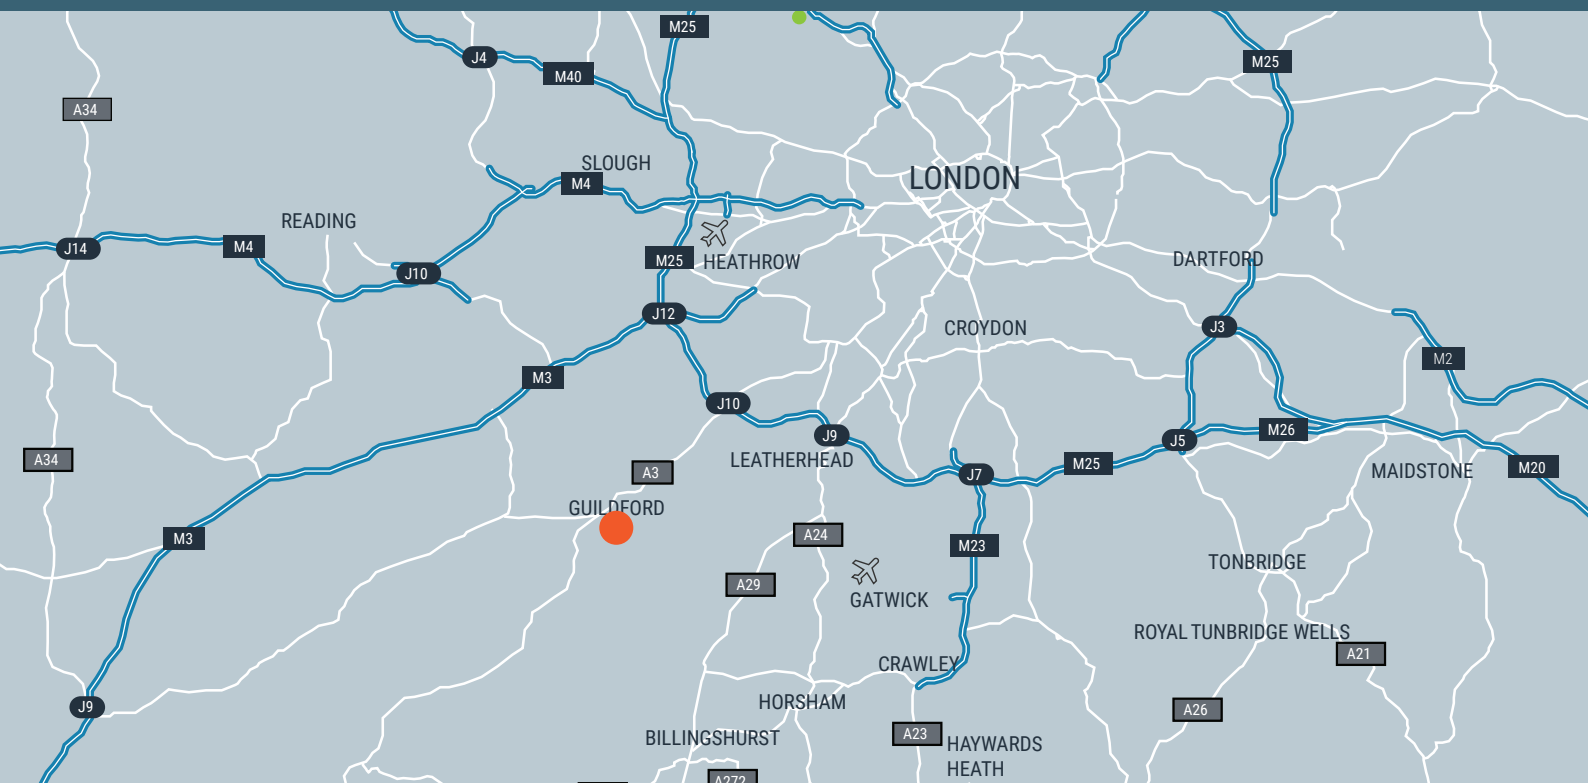 M25
J4
M25
M40
A34
SLOUGH
M4
LONDON
READING
J14
M4
M25
HEATHROW
J10
DARTFORD
J12
CROYDON
J3
M2
M3
J10
J9
M26
J5
A34
LEATHERHEAD
A3
J7
M25
MAIDSTONE
M20
GUILDFORD
M3
A24
M23
TONBRIDGE
A29
GATWICK
ROYAL TUNBRIDGE WELLS
A21
CRAWLEY
J9
HORSHAM
A26
BILLINGSHURST
A23
HAYWARDS
HEATH
A272